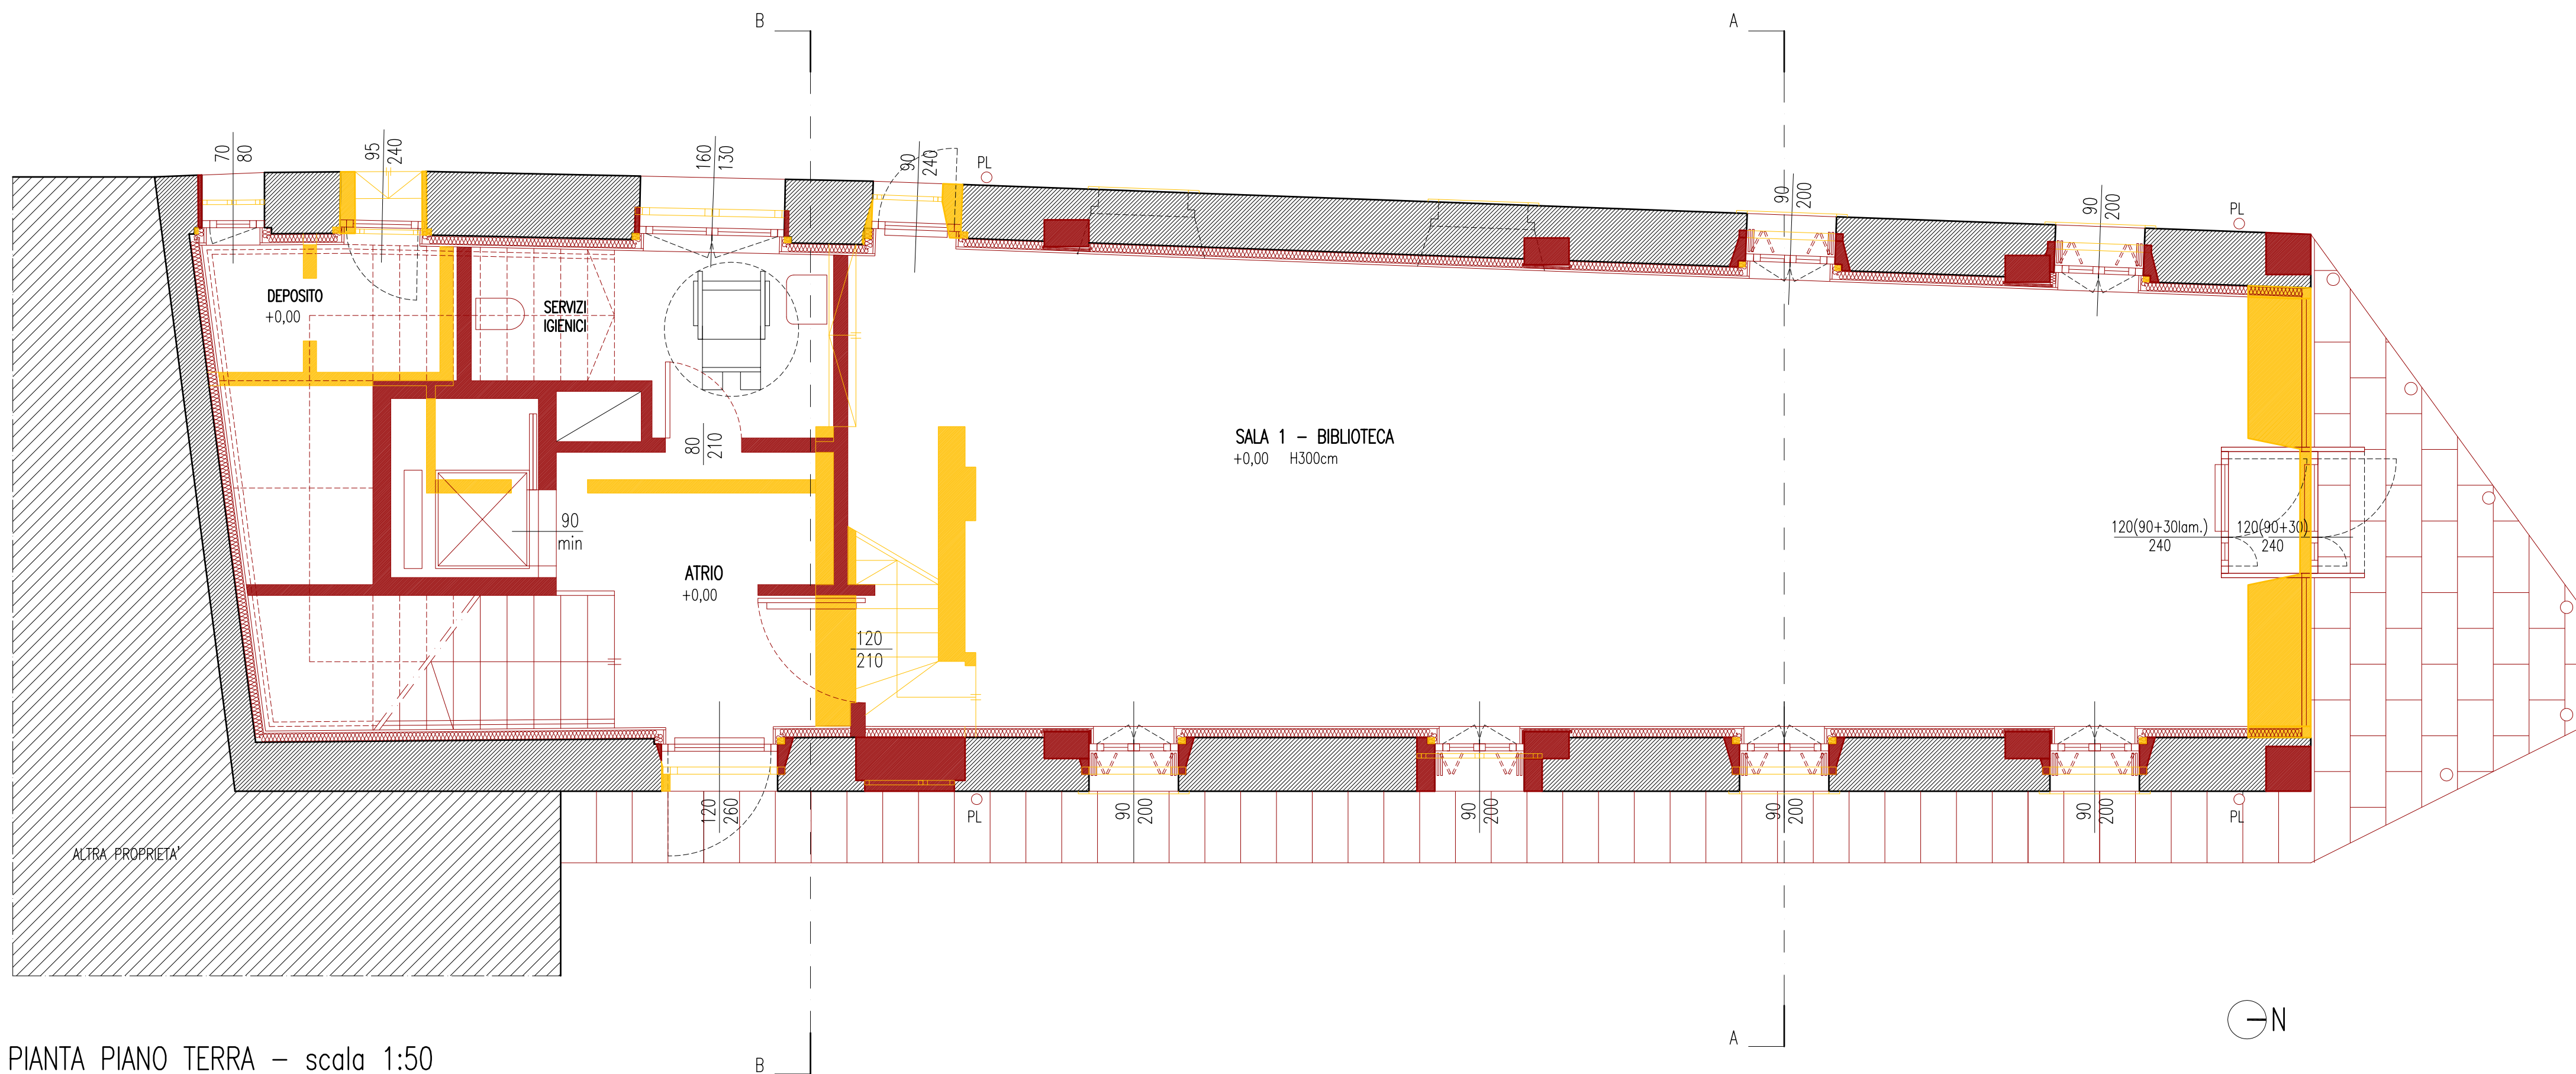 B
A
70
80
95
240
160
130
90
240
PL
90
200
90
200
PL
DEPOSITO
+0,00
SERVIZI
IGIENICI
80
210
SALA 1 – BIBLIOTECA
+0,00 H300cm
90
min
120(90+30lam.)
240
120(90+30)
240
ATRIO
+0,00
120
210
120
260
PL
90
200
90
200
90
200
90
200
PL
ALTRA PROPRIETA'
N
A
B
PIANTA PIANO TERRA – scala 1:50